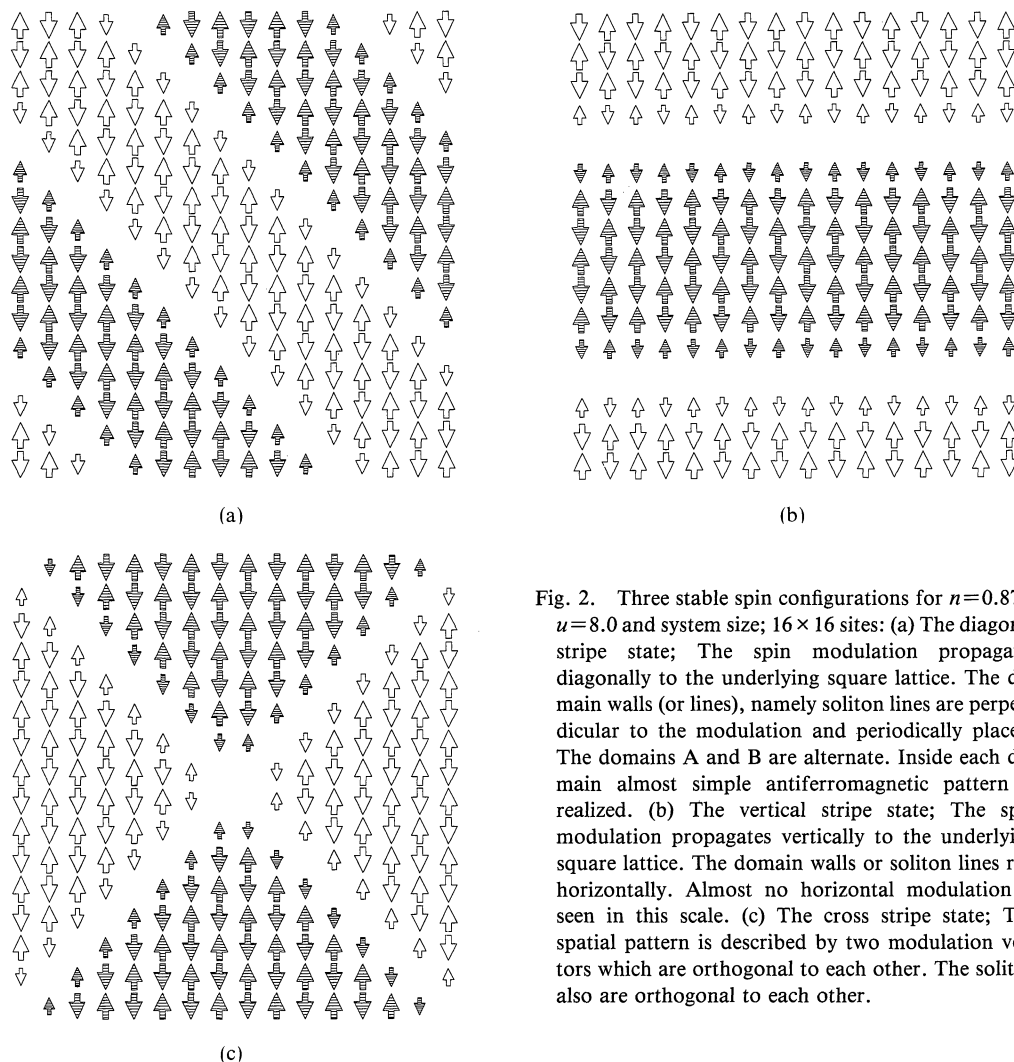 (a)
(b)
(c)
Fig. 2. Three stable spin configurations for n=0.87
u=8.0 and system size; 16 × 16 sites: (a) The diagon
stripe state; The spin modulation propaga
diagonally to the underlying square lattice. The d
main walls (or lines), namely soliton lines are perpe
dicular to the modulation and periodically place
The domains A and B are alternate. Inside each d
main almost simple antiferromagnetic pattern
realized. (b) The vertical stripe state; The sp
modulation propagates vertically to the underlyi
square lattice. The domain walls or soliton lines r
horizontally. Almost no horizontal modulation
seen in this scale. (c) The cross stripe state; T
spatial pattern is described by two modulation ve
tors which are orthogonal to each other. The solit
also are orthogonal to each other.